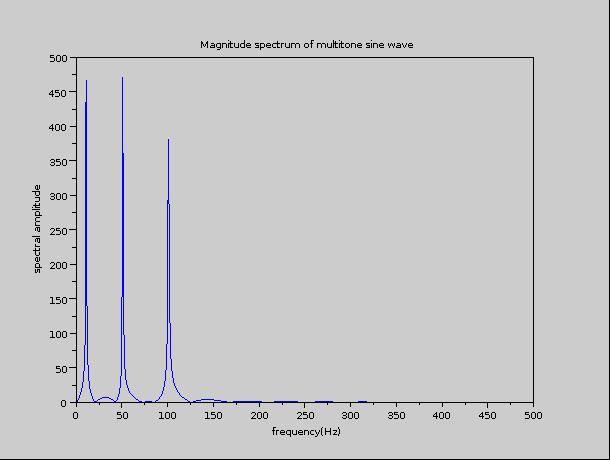 Magnitude spectrum of multitone sine wave
500
450
400
350
300
250
200
150
100
50
0
spectral amplitude
0 50 100 150 200 250 300 350 400 450 500
frequency(Hz)